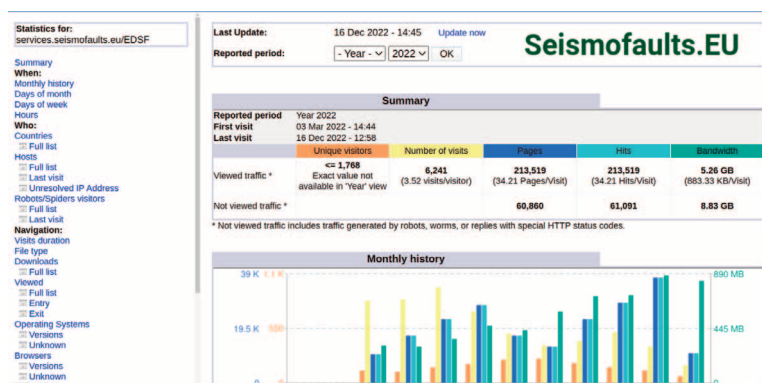 Statistics for:
services.seismofaults.eu/EDSF
Summary
When:
Monthly history
Days of month
Days of week
Hours
Who:
Countries
Full list
Hosts
Full list
Last visit
Unresolved IP Address
Robots/Spiders visitors
Full list
Last visit
Navigation:
Visits duration
File type
Downloads
Full list
Viewed
Full list
Entry
Exit
Operating Systems
Versions
Unknown
Browsers
Versions
Unknown
Last Update: 16 Dec 2022 - 14:45 Update now
Reported period: - Year - 2022 OK
Seismofaults.EU
Summary
Reported period Year 2022
First visit 03 Mar 2022 - 14:44
Last visit 16 Dec 2022 - 12:58
Unique visitors Number of visits Pages Hits Bandwidth
Viewed traffic * <= 1,768 6,241 213,519 213,519 5.26 GB
Exact value not (3.52 visits/visitor) (34.21 Pages/Visit) (34.21 Hits/Visit) (883.33 KB/Visit)
available in 'Year' view
Not viewed traffic * 60,860 61,091 8.83 GB
* Not viewed traffic includes traffic generated by robots, worms, or replies with special HTTP status codes.
Monthly history
39 K 1.1 K 890 MB
19.5 K 550 445 MB
0 0 0